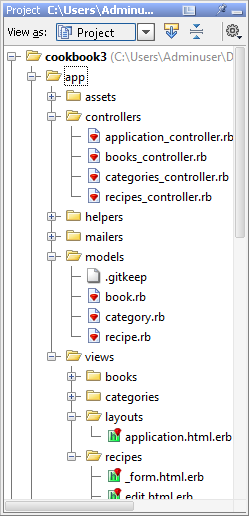 Project C:\Users\Adminu...
View as: Project
cookbook3 (C:\Users\Adminuser\D
app
assets
controllers
application_controller.rb
books_controller.rb
categories_controller.rb
recipes_controller.rb
helpers
mailers
models
.gitkeep
book.rb
category.rb
recipe.rb
views
books
categories
layouts
application.html.erb
recipes
_form.html.erb
edit.html.erb